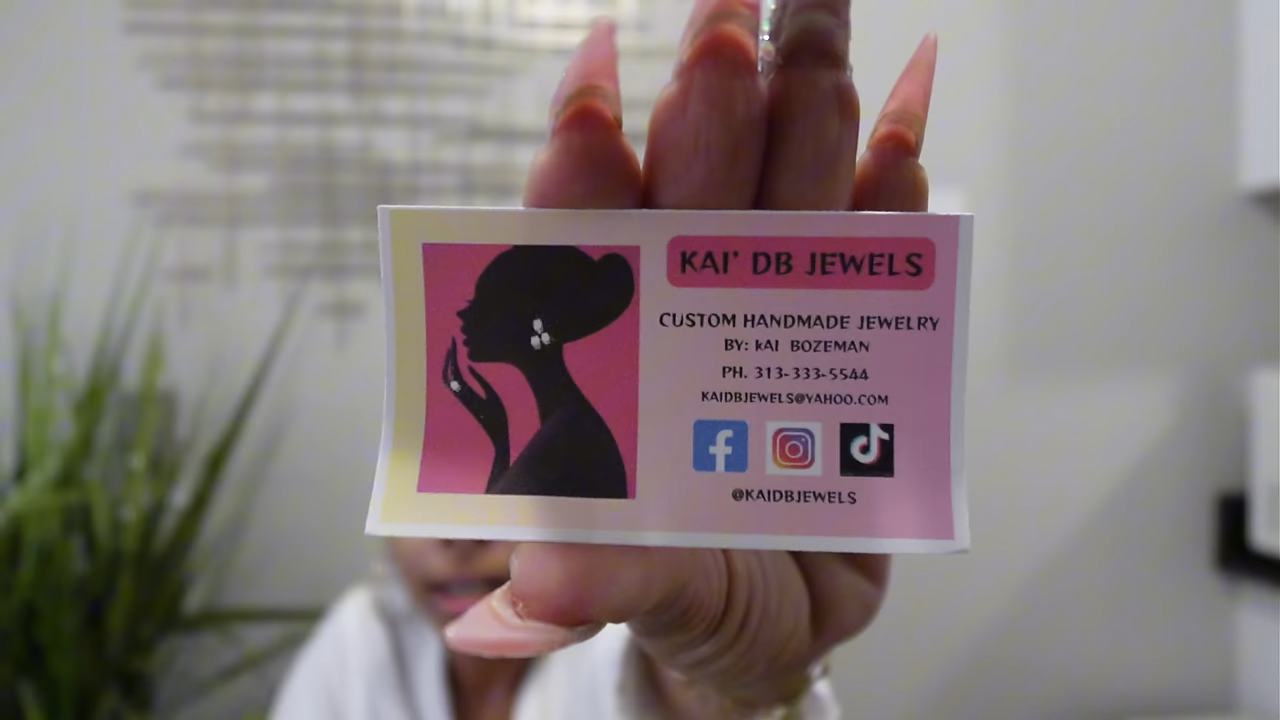 KAI' DB JEWELS
CUSTOM HANDMADE JEWELRY
BY: KAI BOZEMAN
PH. 313-333-5544
KAIDBJEWELS@YAHOO.COM
@KAIDBJEWELS